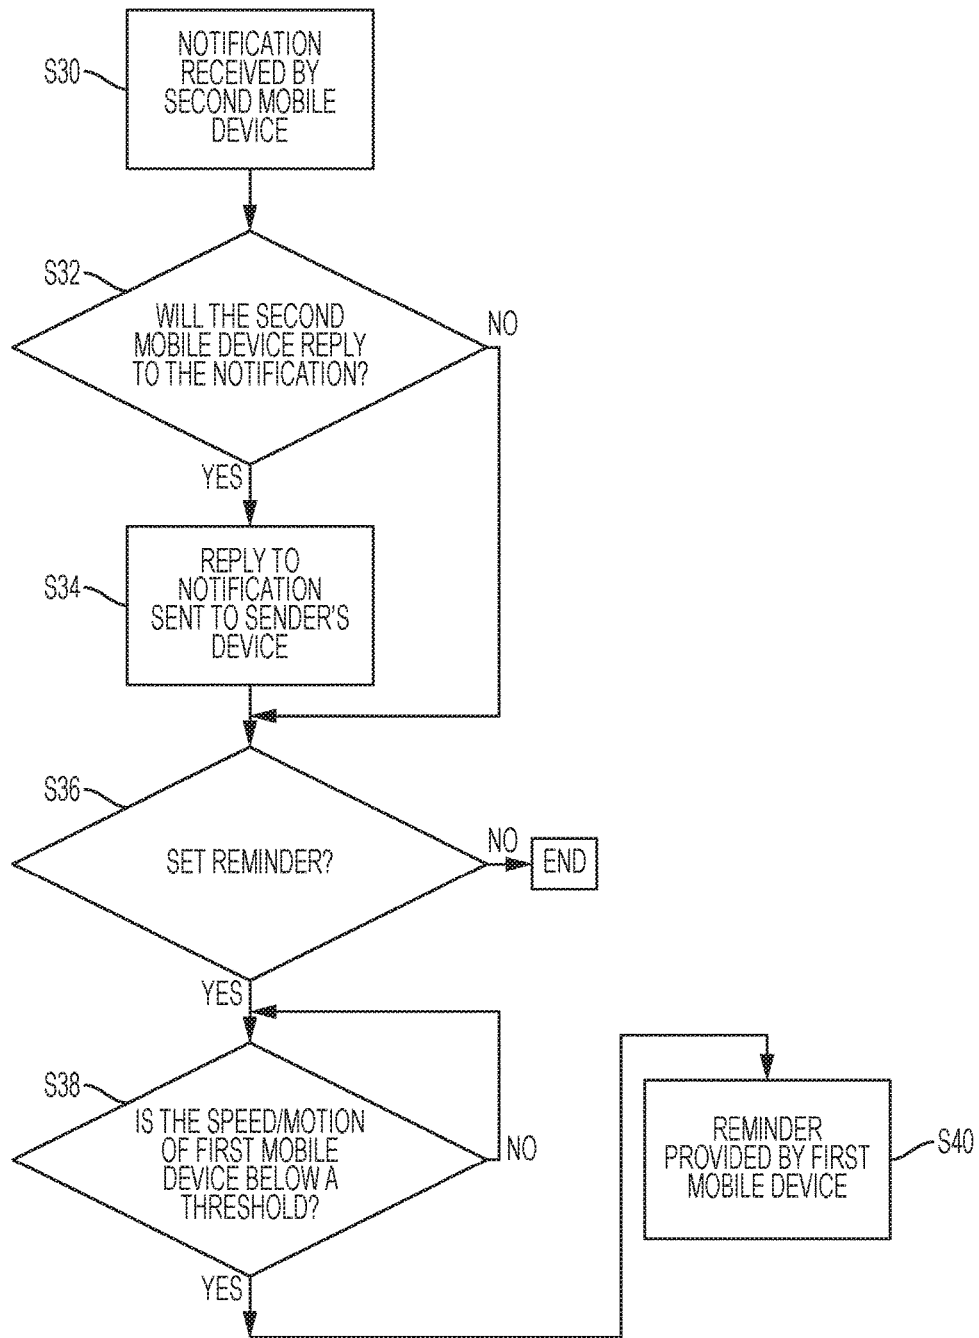 S30
NOTIFICATION
RECEIVED BY
SECOND MOBILE
DEVICE
S32
WILL THE SECOND
MOBILE DEVICE REPLY
TO THE NOTIFICATION?
NO
YES
S34
REPLY TO
NOTIFICATION
SENT TO SENDER'S
DEVICE
S36
SET REMINDER?
NO
END
YES
S38
IS THE SPEED/MOTION
OF FIRST MOBILE
DEVICE BELOW A
THRESHOLD?
NO
YES
REMINDER
PROVIDED BY FIRST
MOBILE DEVICE
S40